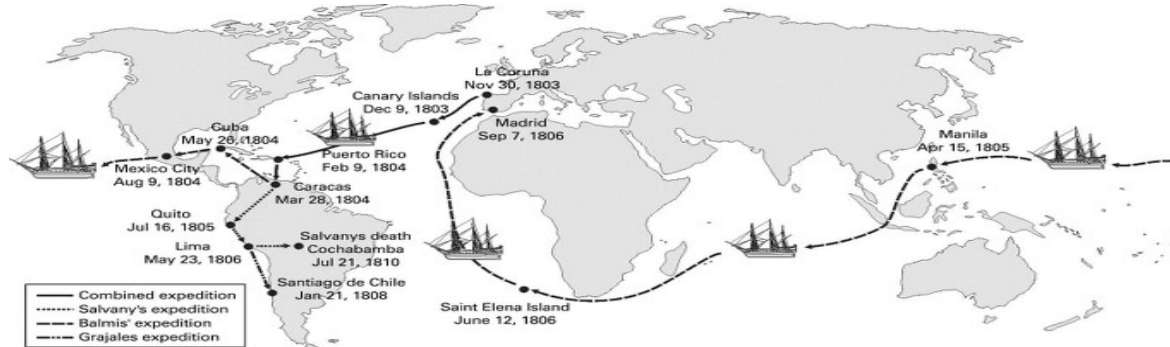 La Coruna
Nov 30, 1803
Canary Islands
Dec 9, 1803
Madrid
Sep 7, 1806
Cuba
May 26, 1804
Manila
Apr 15, 1805
Puerto Rico
Feb 9, 1804
Mexico City
Aug 9, 1804
Caracas
Mar 28, 1804
Quito
Jul 16, 1805
Lima
May 23, 1806
Salvanys death
Cochabamba
Jul 21, 1810
Santiago de Chile
Jan 21, 1808
Saint Elena Island
June 12, 1806
Combined expedition
Salvany's expedition
Balmis' expedition
Grajales expedition